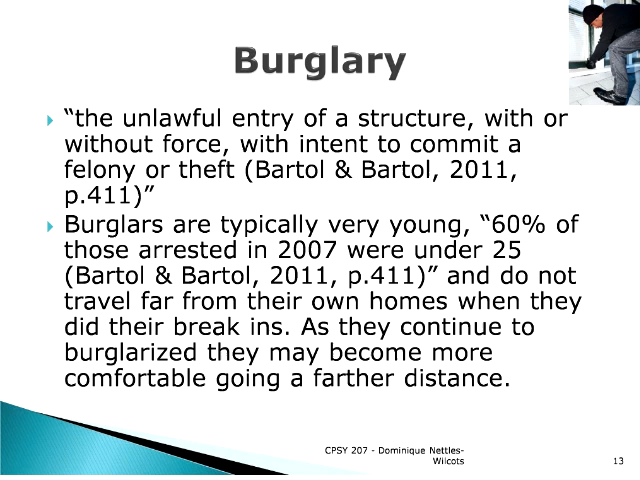 Burglary
“the unlawful entry of a structure, with or
without force, with intent to commit a
felony or theft (Bartol & Bartol, 2011,
p.411)”
Burglars are typically very young, “60% of
those arrested in 2007 were under 25
(Bartol & Bartol, 2011, p.411)” and do not
travel far from their own homes when they
did their break ins. As they continue to
burglarized they may become more
comfortable going a farther distance.
CPSY 207 - Dominique Nettles-
Wilcots
13